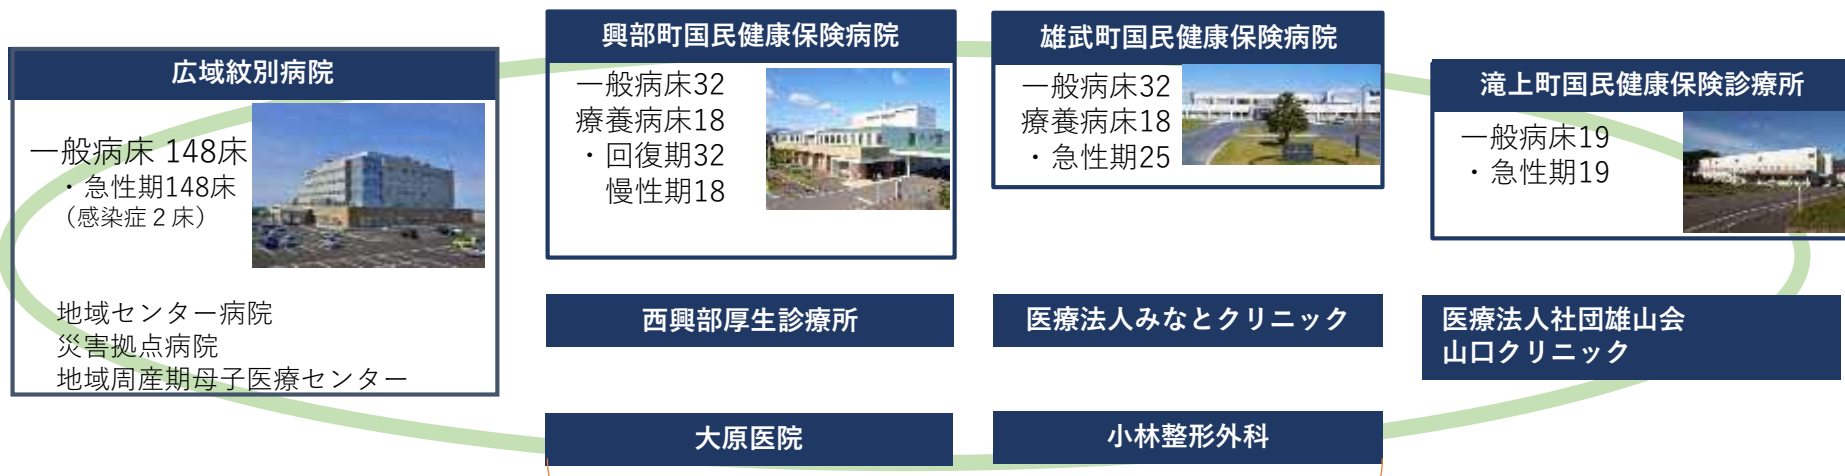 広域紋別病院
一般病床 148床
・急性期148床
（感染症２床）
地域センター病院
災害拠点病院
地域周産期母子医療センター
興部町国民健康保険病院
一般病床32
療養病床18
・回復期32
慢性期18
雄武町国民健康保険病院
一般病床32
療養病床18
・急性期25
滝上町国民健康保険診療所
一般病床19
・急性期19
西興部厚生診療所
医療法人みなとクリニック
医療法人社団雄山会
山口クリニック
大原医院
小林整形外科